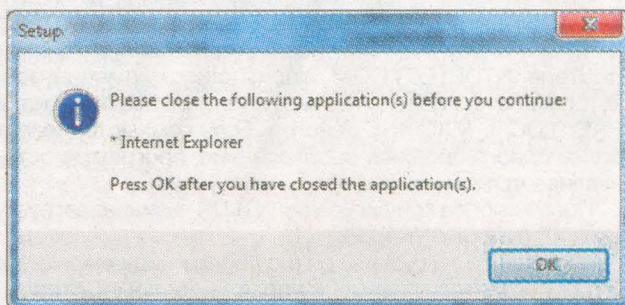 Setup
Please close the following application(s) before you continue:
* Internet Explorer
Press OK after you have closed the application(s).
OK